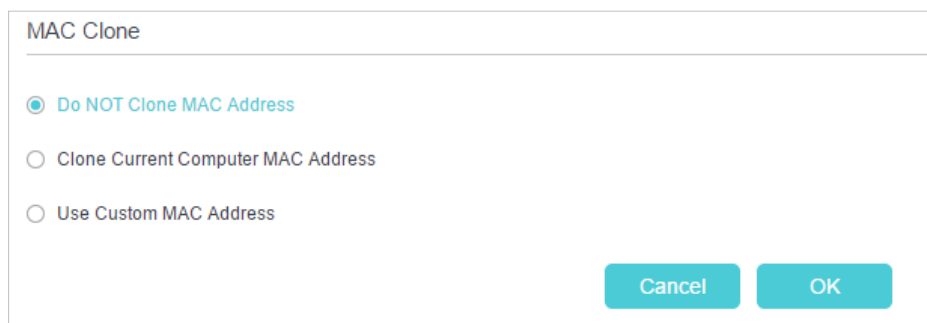 MAC Clone
Do NOT Clone MAC Address
Clone Current Computer MAC Address
Use Custom MAC Address
Cancel OK